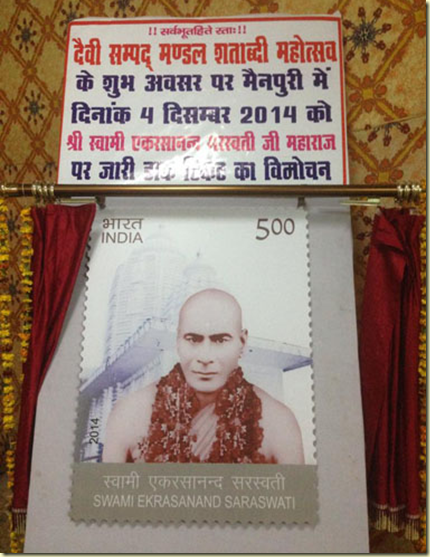 !! सर्वभूतहिते रताः !!
दैवी सम्पद् मण्डल शताब्दी महोत्सव
के शुभ अवसर पर मैनपुरी में
दिनांक 4 दिसम्बर 2014 को
श्री स्वामी एकरसानन्द सरस्वती जी महाराज
पर जारी डाक टिकट का विमोचन
भारत 5.00
INDIA
2014
स्वामी एकरसानन्द सरस्वती
SWAMI EKRASANAND SARASWATI